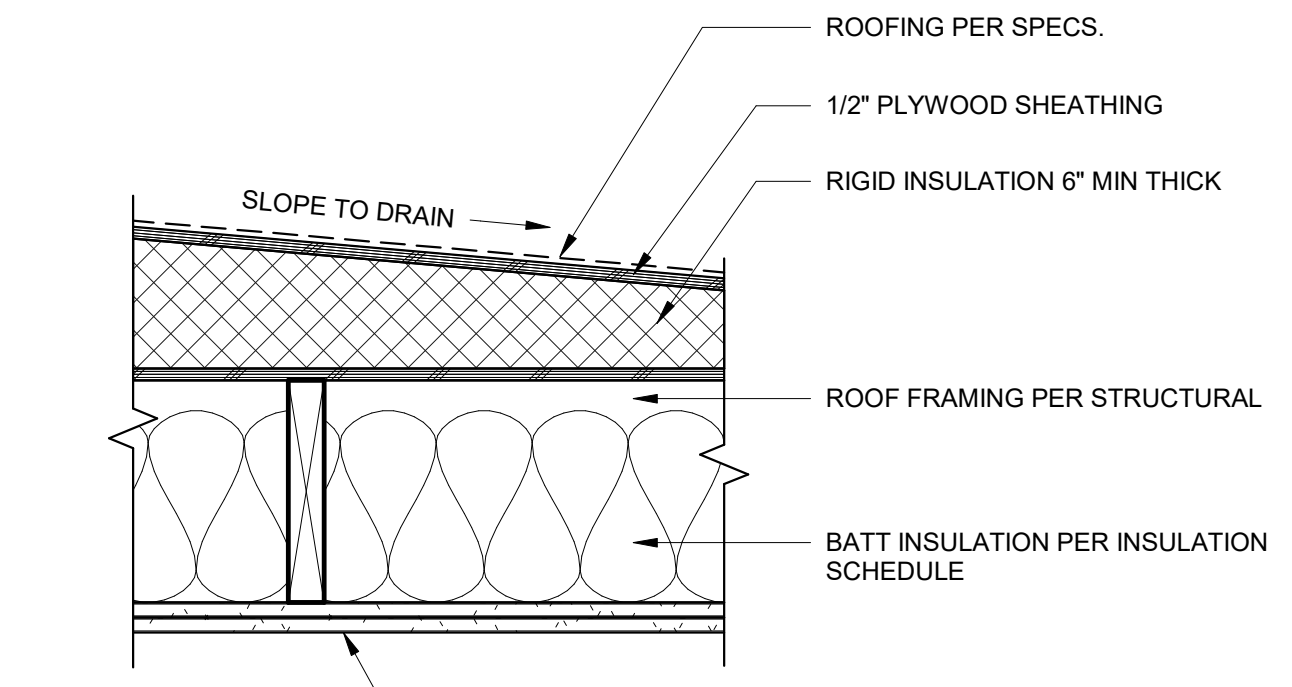 ROOFING PER SPECS.
1/2" PLYWOOD SHEATHING
RIGID INSULATION 6" MIN THICK
SLOPE TO DRAIN
ROOF FRAMING PER STRUCTURAL
BATT INSULATION PER INSULATION
SCHEDULE